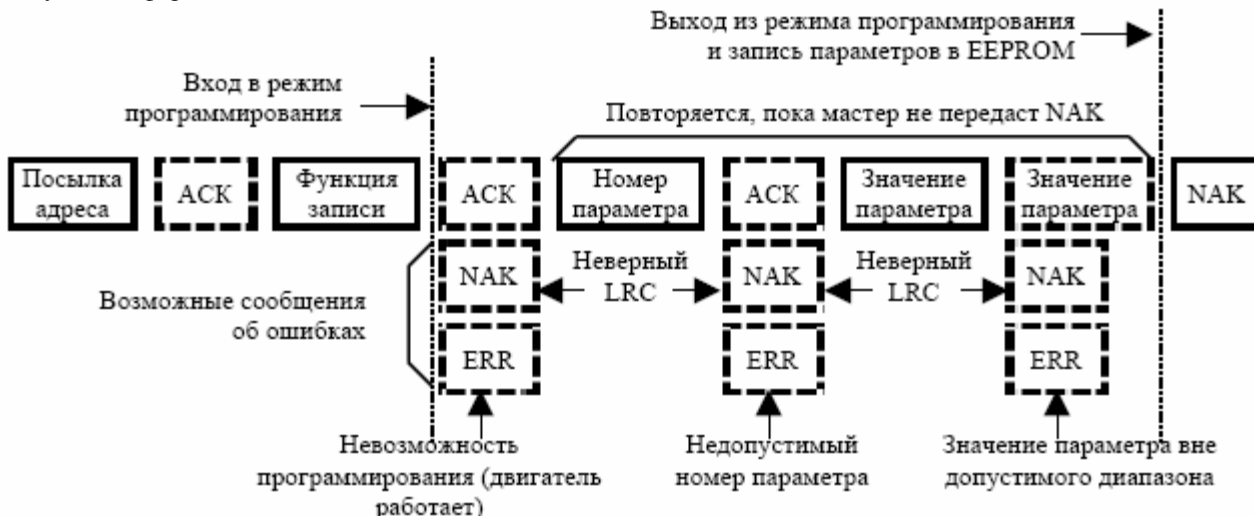 Выход из режима программирования
и запись параметров в EEPROM
Вход в режим
программирования
Повторяется, пока мастер не передаст NAK
Посылка
адреса
ACK
Функция
записи
ACK
Номер
параметра
ACK
Значение
параметра
Значение
параметра
NAK
Возможные сообщения
об ошибках
NAK
Неверный
LRC
NAK
Неверный
LRC
NAK
ERR
ERR
ERR
Невозможность
программирования (двигатель
работает)
Недопустимый
номер параметра
Значение параметра вне
допустимого диапазона